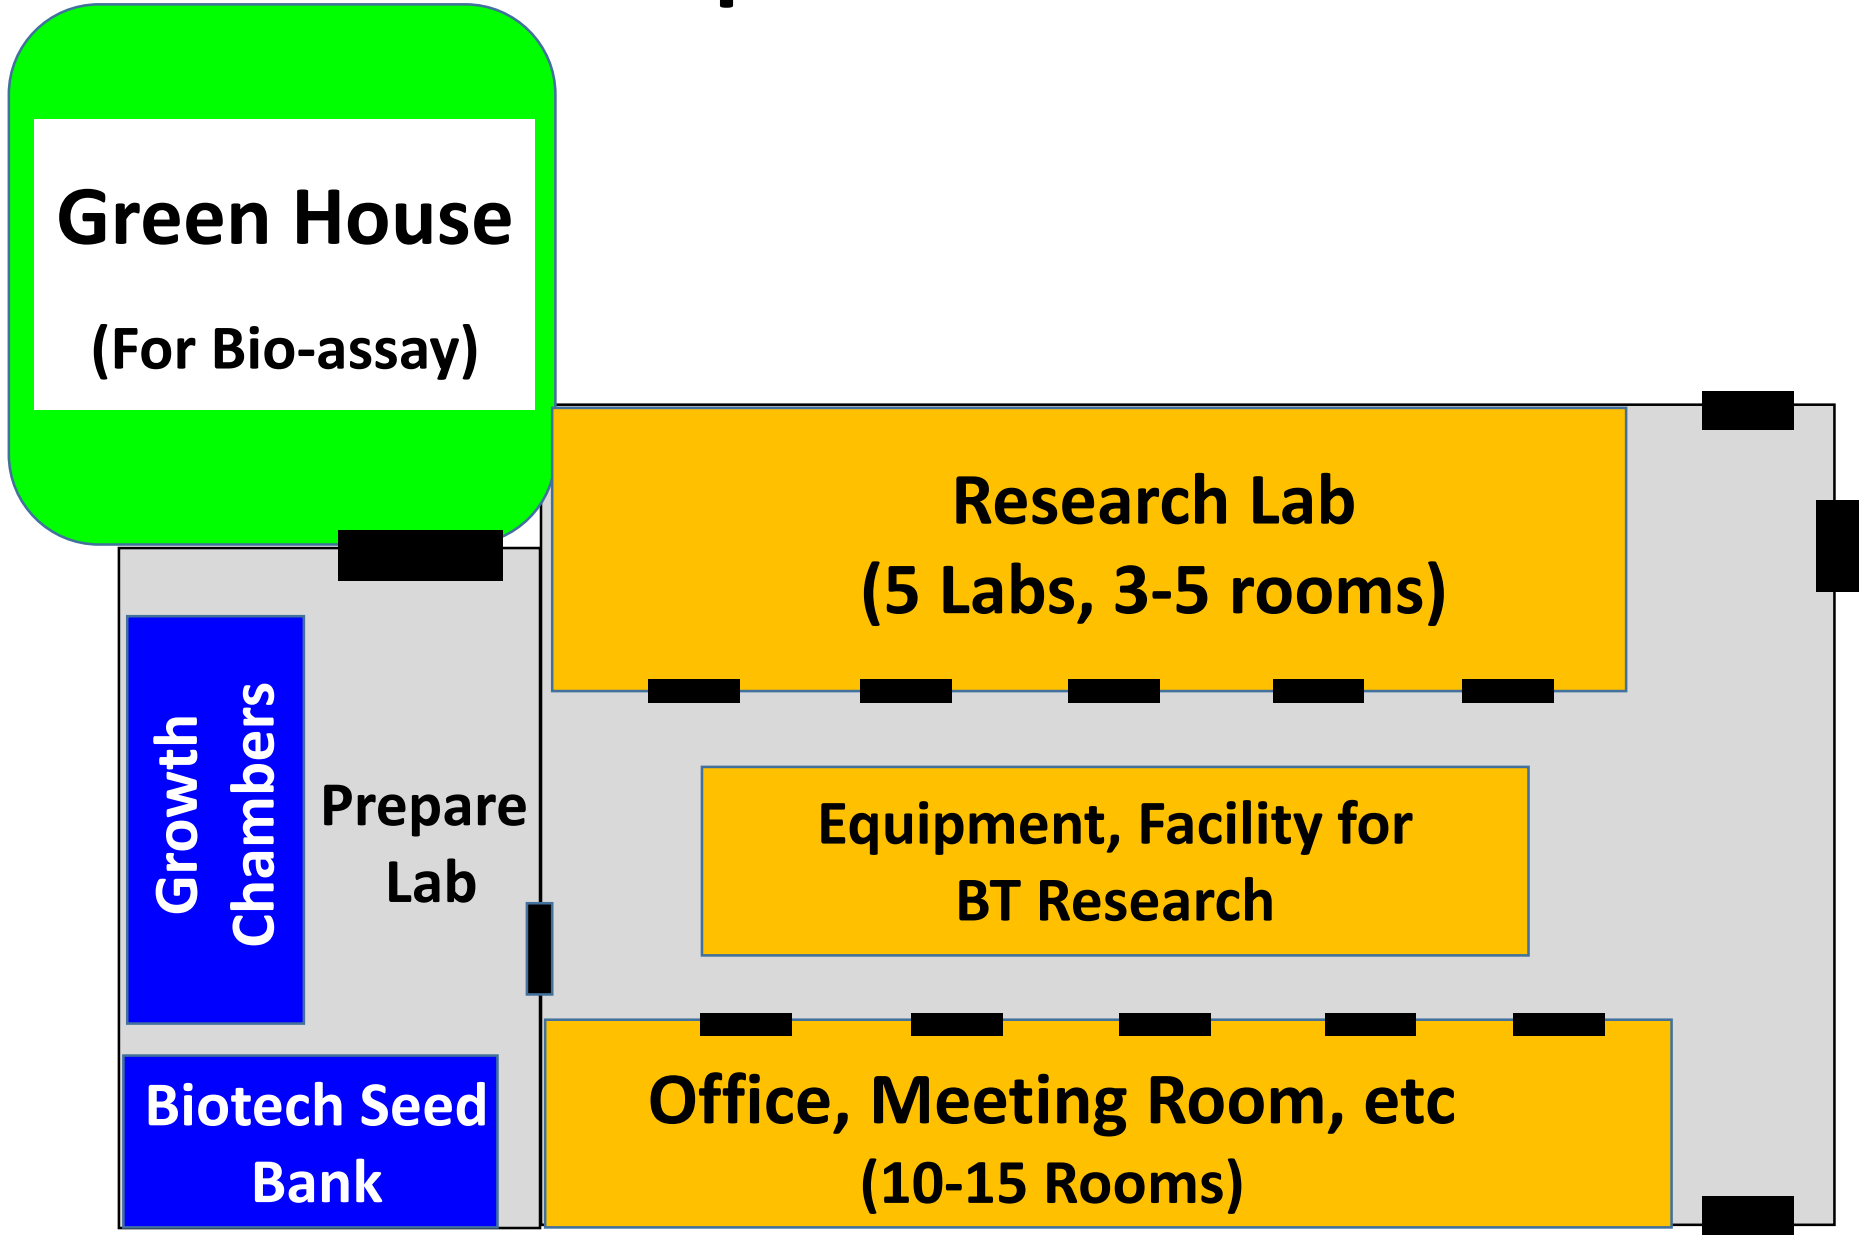 Green House
(For Bio-assay)
Research Lab
(5 Labs, 3-5 rooms)
Growth
Chambers
Prepare
Lab
Equipment, Facility for
BT Research
Biotech Seed
Bank
Office, Meeting Room, etc
(10-15 Rooms)